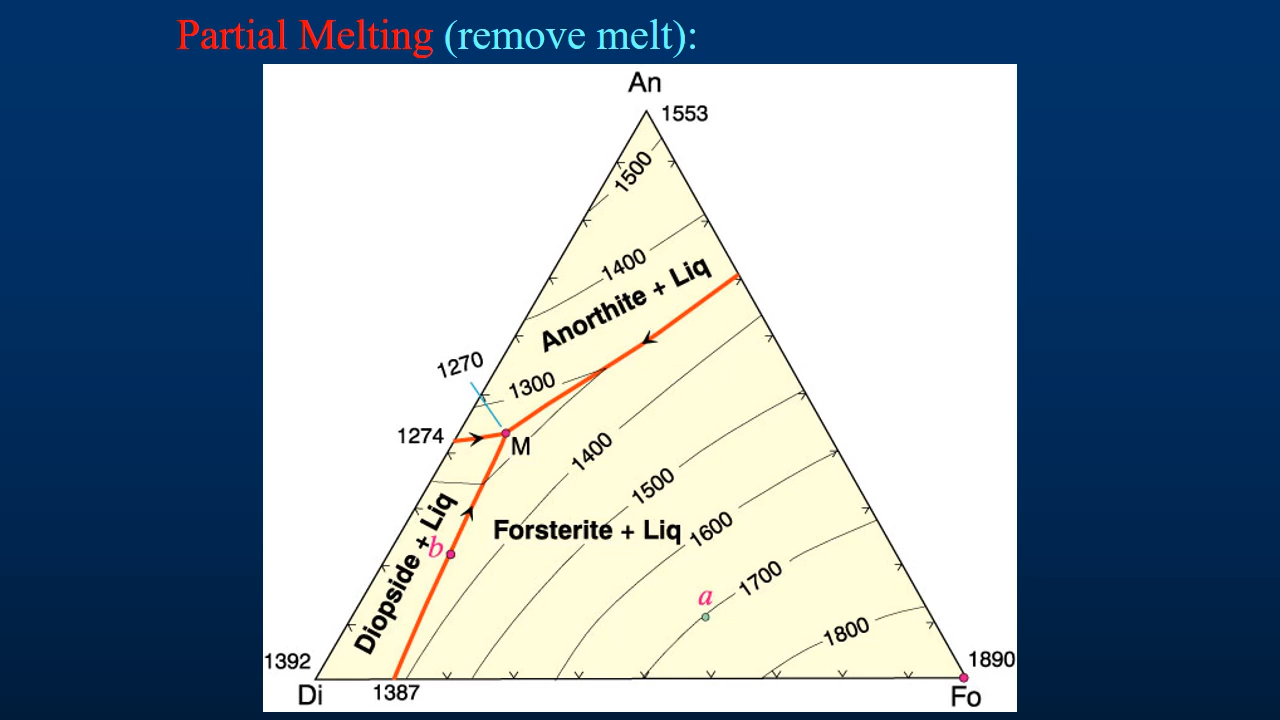 Partial Melting (remove melt):
An
1553
1500
1400
Anorthite + Liq
1270
1300
1274
M
1400
1500
Diopside + Liq
Forsterite + Liq
1600
b
1700
a
1800
1392
1890
Di
1387
Fo